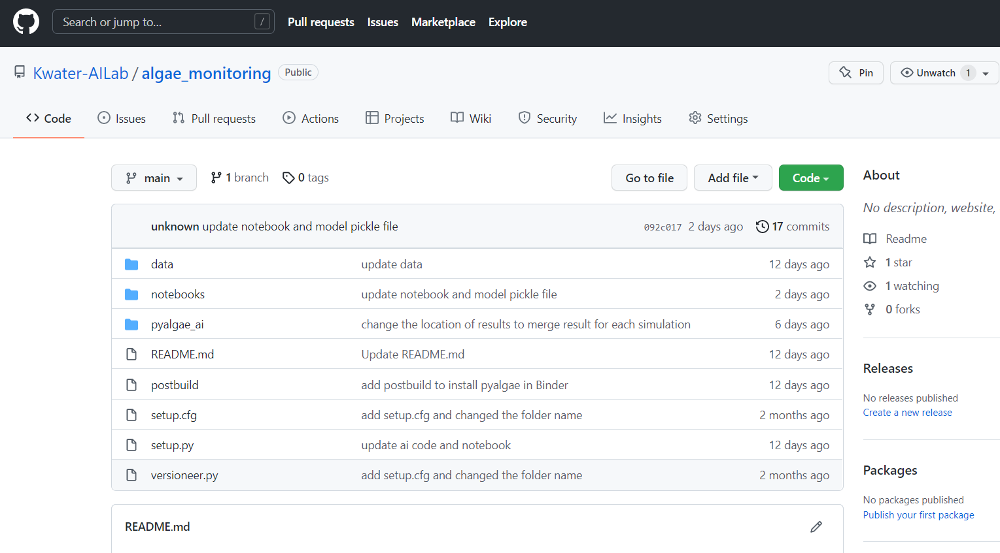 Search or jump to... /
Pull requests Issues Marketplace Explore
Kwater-AILab / algae_monitoring Public
Pin
Unwatch 1
Code Issues Pull requests Actions Projects Wiki Security Insights Settings
main 1 branch 0 tags
Go to file Add file Code
unknown update notebook and model pickle file 092c017 2 days ago 17 commits
data update data 12 days ago
notebooks update notebook and model pickle file 2 days ago
pyalgae_ai change the location of results to merge result for each simulation 6 days ago
README.md Update README.md 12 days ago
postbuild add postbuild to install pyalgae in Binder 12 days ago
setup.cfg add setup.cfg and changed the folder name 2 months ago
setup.py update ai code and notebook 12 days ago
versioneer.py add setup.cfg and changed the folder name 2 months ago
README.md
About
No description, website,
Readme
1 star
1 watching
0 forks
Releases
No releases published
Create a new release
Packages
No packages published
Publish your first package